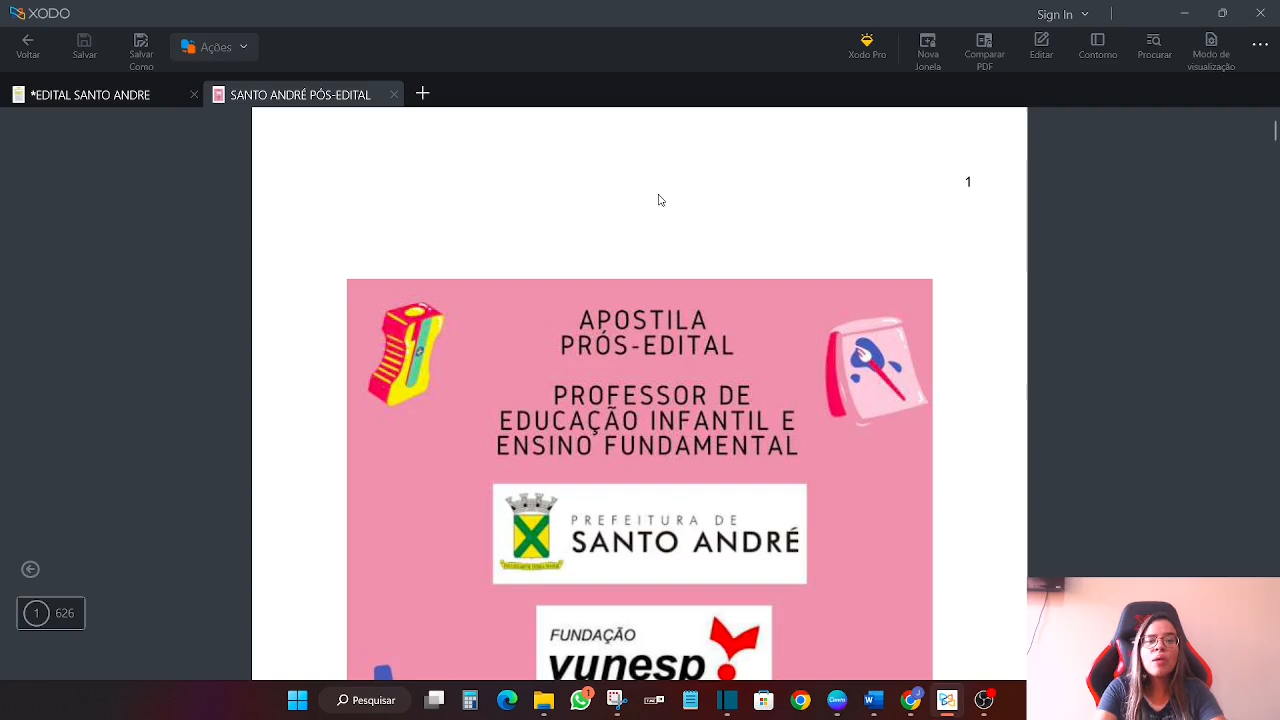 XODO
Sign In
Voltar
Salvar
Salvar Como
Ações
Xodo Pro
Nova Janela
Comparar PDF
Editar
Contorno
Procurar
Modo de visualização
*EDITAL SANTO ANDRE
SANTO ANDRÉ PÓS-EDITAL
1
APOSTILA
PRÓS-EDITAL
PROFESSOR DE
EDUCAÇÃO INFANTIL E
ENSINO FUNDAMENTAL
PREFEITURA DE
SANTO ANDRÉ
FUNDAÇÃO
vunesp
1 626
Pesquisar
1